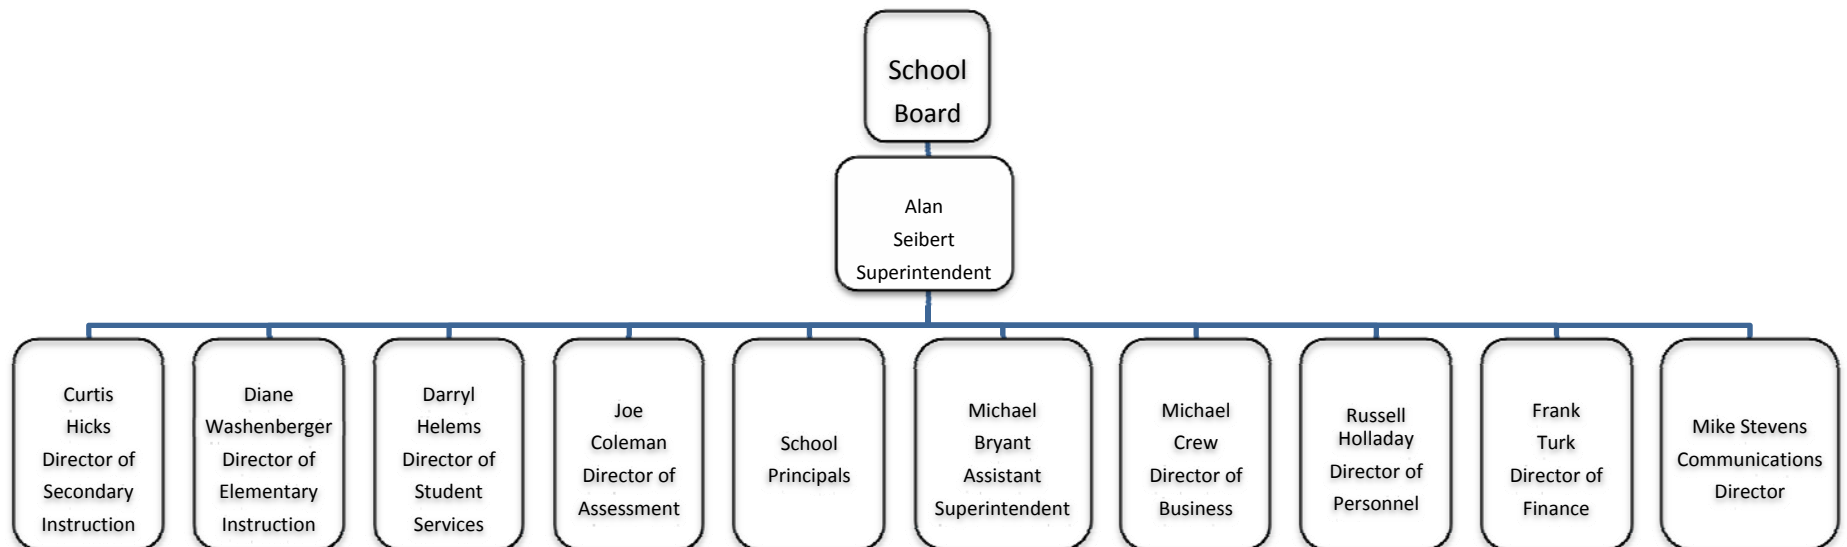 School
Board
Alan
Seibert
Superintendent
Curtis
Hicks
Director of
Secondary
Instruction
Diane
Washenberger
Director of
Elementary
Instruction
Darryl
Helems
Director of
Student
Services
Joe
Coleman
Director of
Assessment
School
Principals
Michael
Bryant
Assistant
Superintendent
Michael
Crew
Director of
Business
Russell
Holladay
Director of
Personnel
Frank
Turk
Director of
Finance
Mike Stevens
Communications
Director